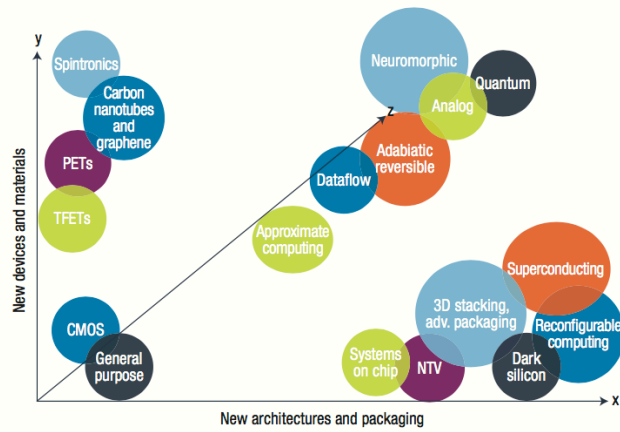 y
Spintronics
Carbon
nanotubes
and
graphene
PETs
TFETs
New devices and materials
CMOS
General
purpose
Neuromorphic
Quantum
Analog
z
Adabiatic
reversible
Dataflow
Approximate
computing
Superconducting
3D stacking,
adv. packaging
Reconfigurable
computing
Systems
on chip
NTV
Dark
silicon
x
New architectures and packaging